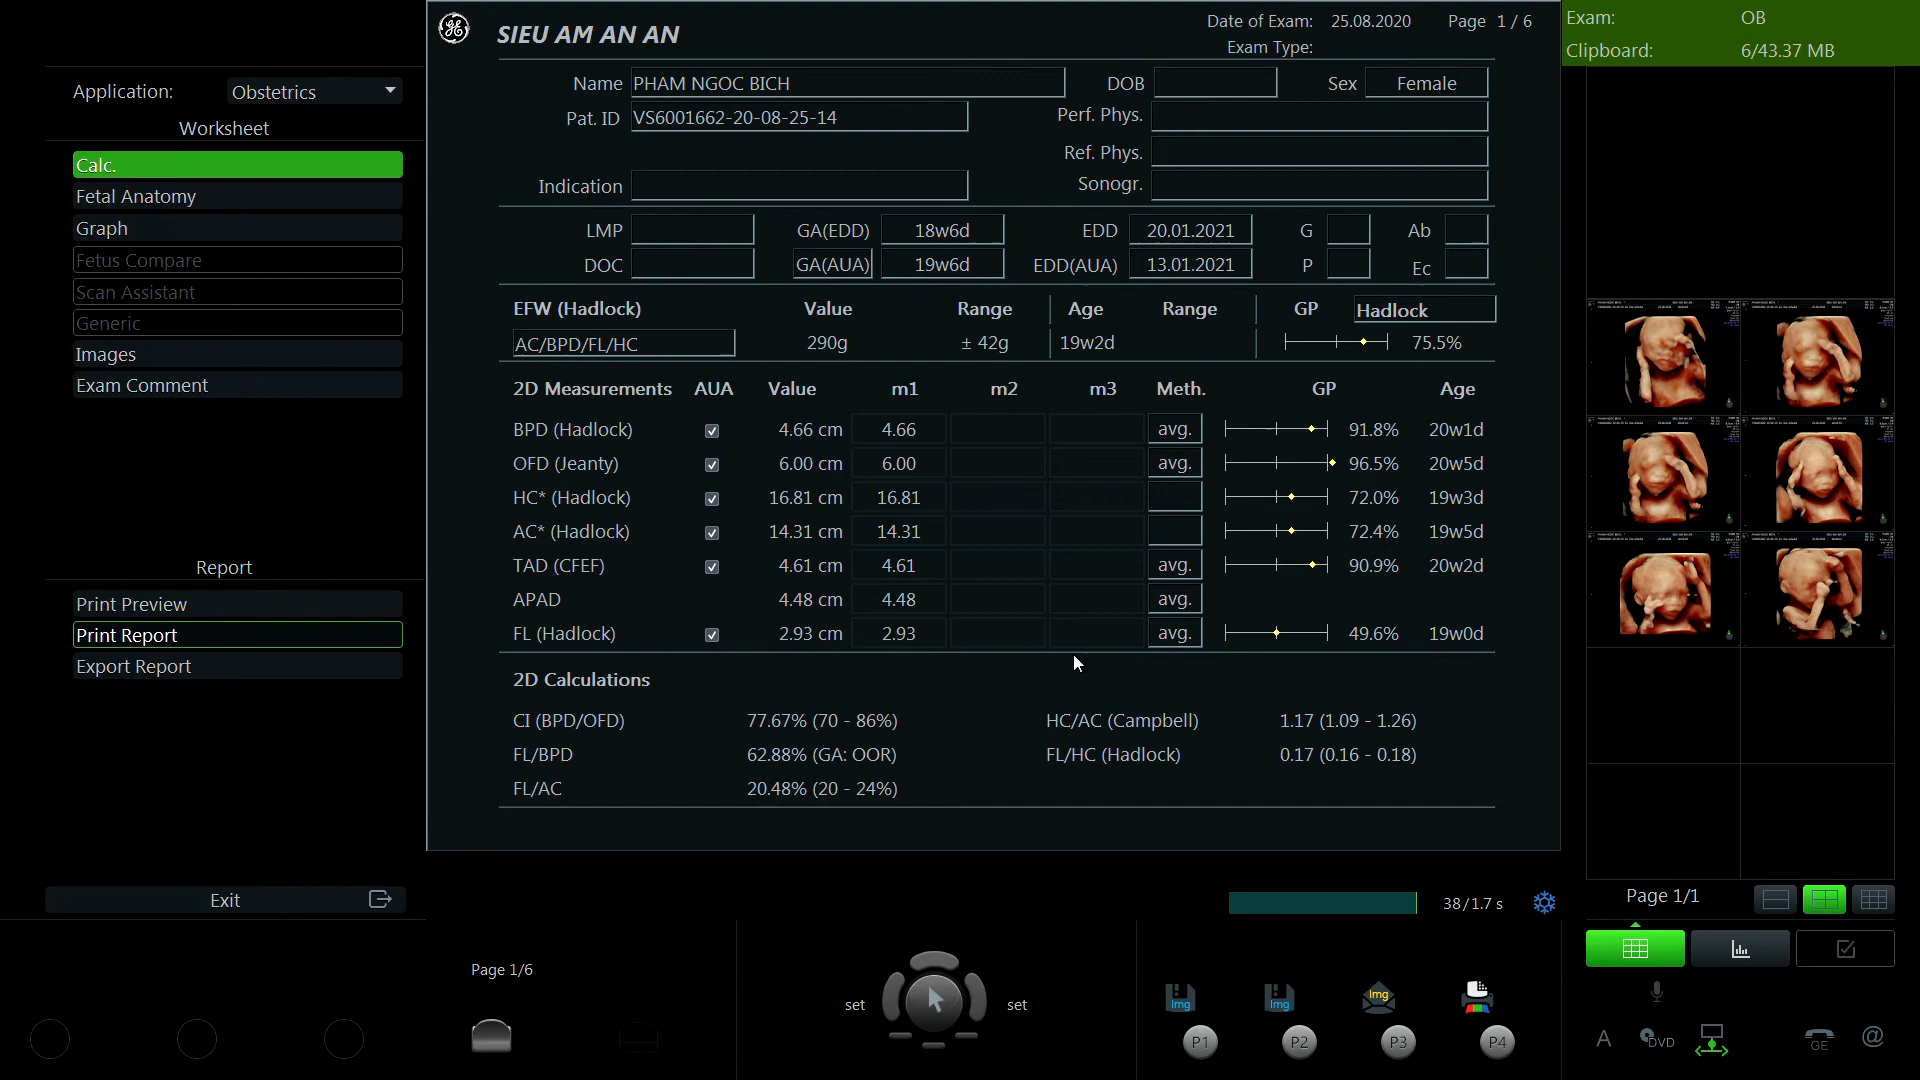 SIEU AM AN AN
Date of Exam: 25.08.2020 Page 1 / 6
Exam Type:
Exam: OB
Clipboard: 6/43.37 MB
Application: Obstetrics
Worksheet
Calc.
Fetal Anatomy
Graph
Fetus Compare
Scan Assistant
Generic
Images
Exam Comment
Report
Print Preview
Print Report
Export Report
Exit
Name PHAM NGOC BICH DOB Sex Female
Pat. ID VS6001662-20-08-25-14 Perf. Phys.
Ref. Phys.
Indication Sonogr.
LMP GA(EDD) 18w6d EDD 20.01.2021 G Ab
DOC GA(AUA) 19w6d EDD(AUA) 13.01.2021 P Ec
EFW (Hadlock) Value Range Age Range GP Hadlock
AC/BPD/FL/HC 290g ± 42g 19w2d 75.5%
2D Measurements AUA Value m1 m2 m3 Meth. GP Age
BPD (Hadlock) 4.66 cm 4.66 avg. 91.8% 20w1d
OFD (Jeanty) 6.00 cm 6.00 avg. 96.5% 20w5d
HC* (Hadlock) 16.81 cm 16.81 72.0% 19w3d
AC* (Hadlock) 14.31 cm 14.31 72.4% 19w5d
TAD (CFEF) 4.61 cm 4.61 avg. 90.9% 20w2d
APAD 4.48 cm 4.48 avg.
FL (Hadlock) 2.93 cm 2.93 avg. 49.6% 19w0d
2D Calculations
CI (BPD/OFD) 77.67% (70 - 86%) HC/AC (Campbell) 1.17 (1.09 - 1.26)
FL/BPD 62.88% (GA: OOR) FL/HC (Hadlock) 0.17 (0.16 - 0.18)
FL/AC 20.48% (20 - 24%)
38/1.7 s
Page 1/1
Page 1/6
set set
Img Img Img
P1 P2 P3 P4
A DVD GE @